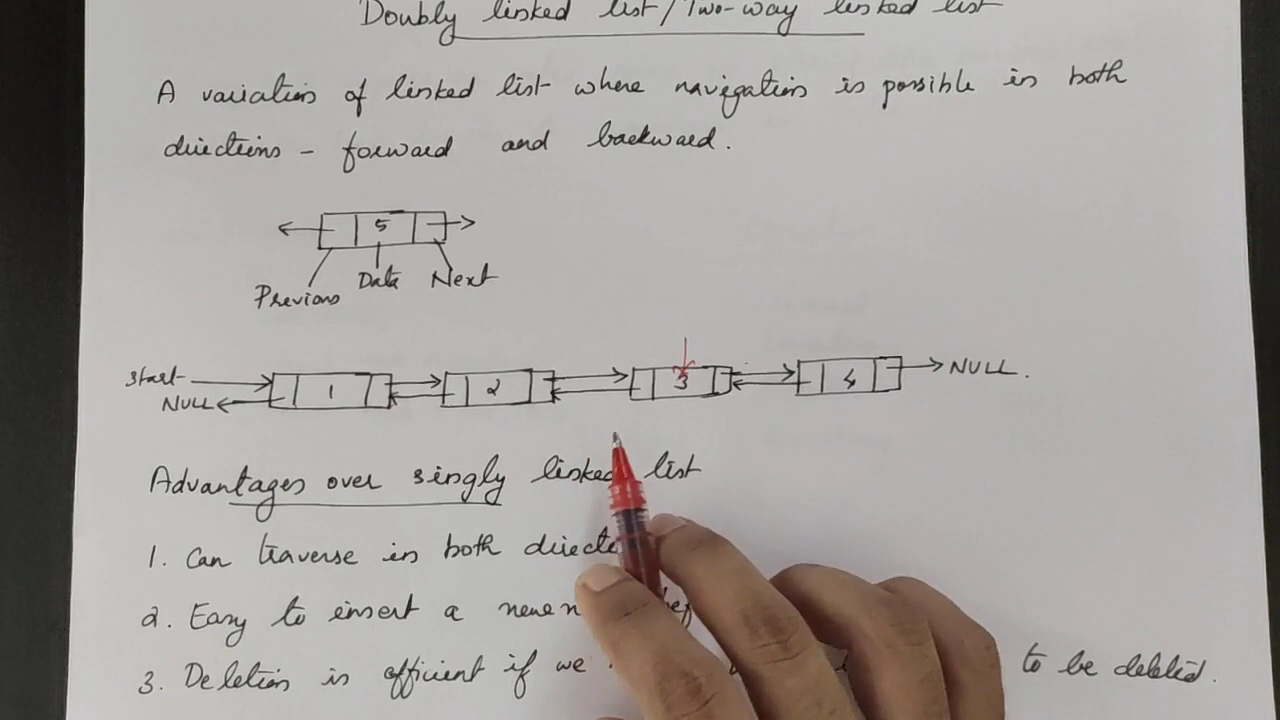 Doubly linked list/Two-way linked list
A variation of linked list where navigation is possible in both
directions - forward and backward.
5
Previous Data Next
Start 1 2 3 4 NULL.
NULL
Advantages over singly linked list
1. Can traverse in both
2. Easy to insert a new
3. Deletion is efficient if we to be deleted.